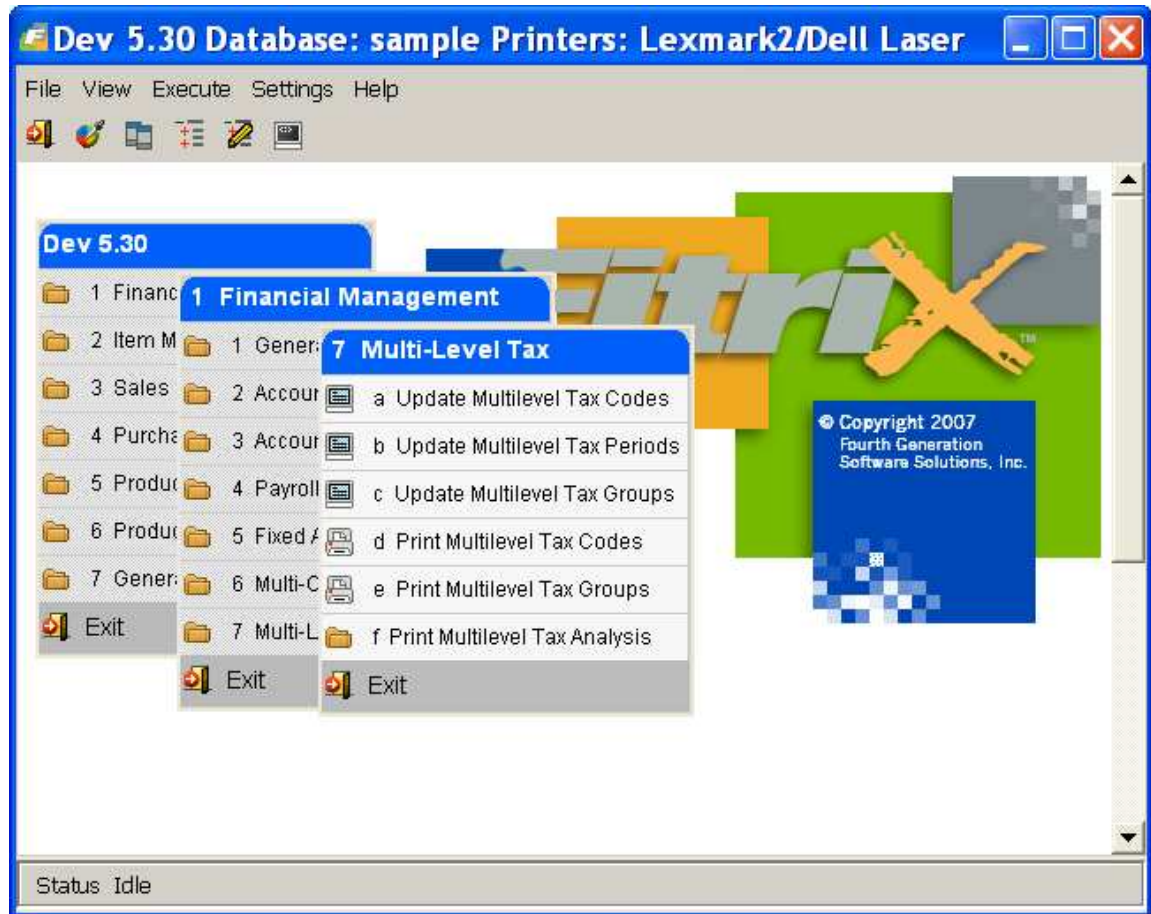 Dev 5.30 Database: sample Printers: Lexmark2/Dell Laser
File View Execute Settings Help
Dev 5.30
1 Financ
2 Item M
3 Sales
4 Purcha
5 Produc
6 Produc
7 Gener
Exit
1 Financial Management
1 Gener
2 Accour
3 Accour
4 Payroll
5 Fixed A
6 Multi-C
7 Multi-L
Exit
7 Multi-Level Tax
a Update Multilevel Tax Codes
b Update Multilevel Tax Periods
c Update Multilevel Tax Groups
d Print Multilevel Tax Codes
e Print Multilevel Tax Groups
f Print Multilevel Tax Analysis
Exit
FitriX
TM
© Copyright 2007
Fourth Generation
Software Solutions, Inc.
Status Idle